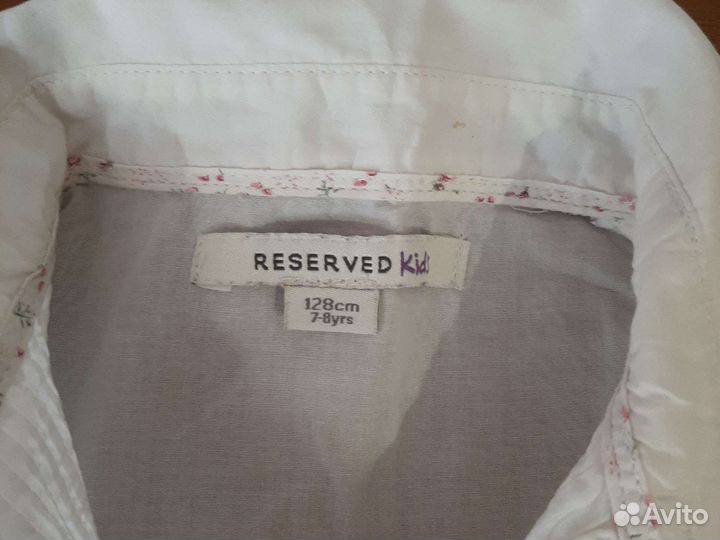 RESERVED Kids
128cm
7-8yrs
Avito